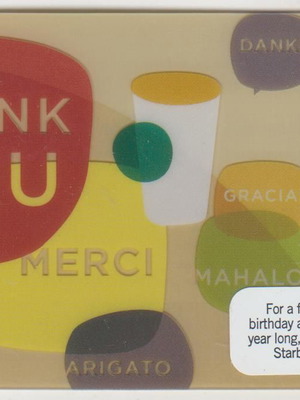 DANK
NK
U
GRACIA
MERCI
MAHALO
For a f
birthday a
year long,
Starb
ARIGATO